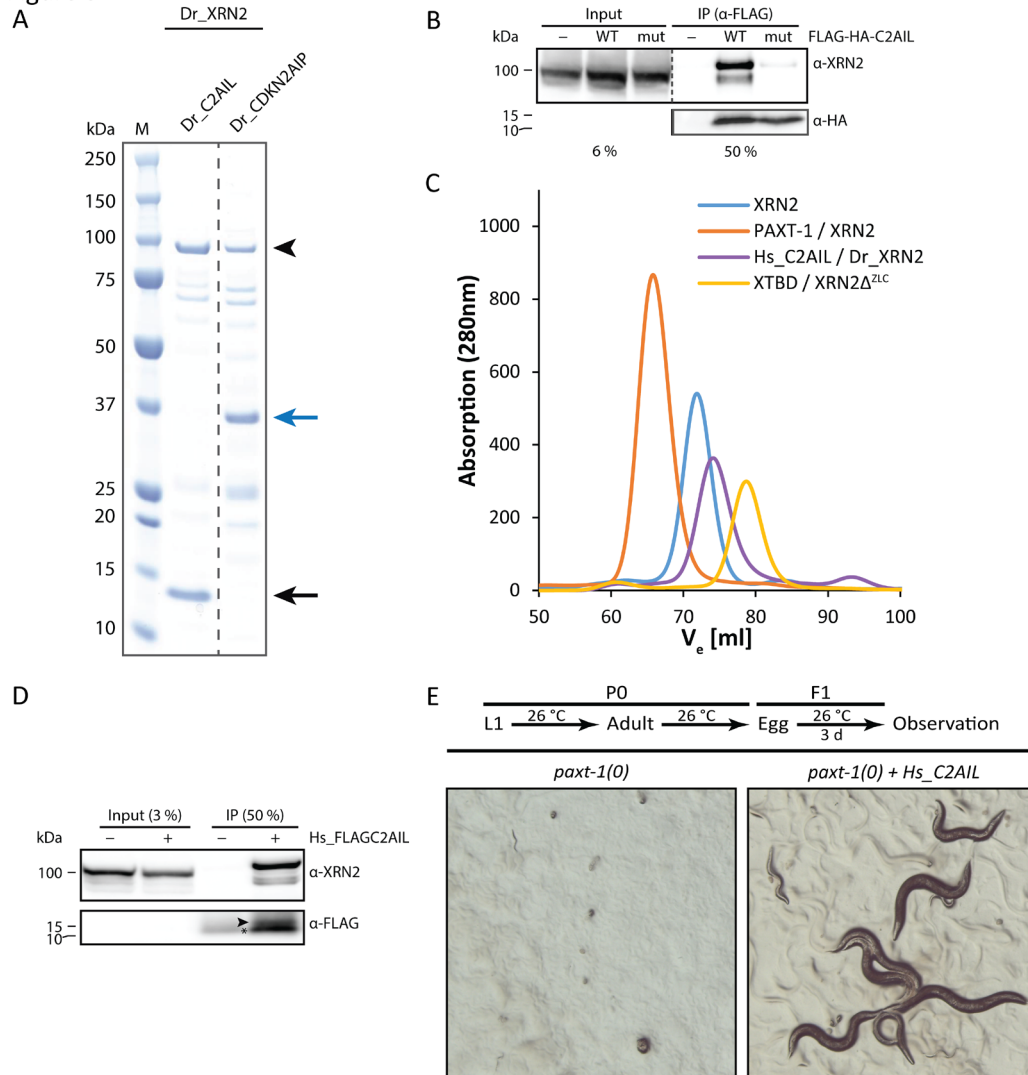 A
Dr_XRN2
Dr_C2AIL
Dr_CDKN2AIP
kDa M
250
150
100
75
50
37
25
20
15
10
B
Input IP (α-FLAG)
kDa – WT mut – WT mut FLAG-HA-C2AIL
100 α-XRN2
15
10
α-HA
6 % 50 %
C
XRN2
PAXT-1 / XRN2
Hs_C2AIL / Dr_XRN2
XTBD / XRN2Δ^ZLC
Absorption (280nm)
1000
800
600
400
200
0
50 60 70 80 90 100
Ve [ml]
D
Input (3 %) IP (50 %)
kDa – + – + Hs_FLAGC2AIL
100 α-XRN2
15
10
* α-FLAG
E
P0 F1
L1 26 °C Adult 26 °C Egg 26 °C Observation
3 d
paxt-1(0) paxt-1(0) + Hs_C2AIL